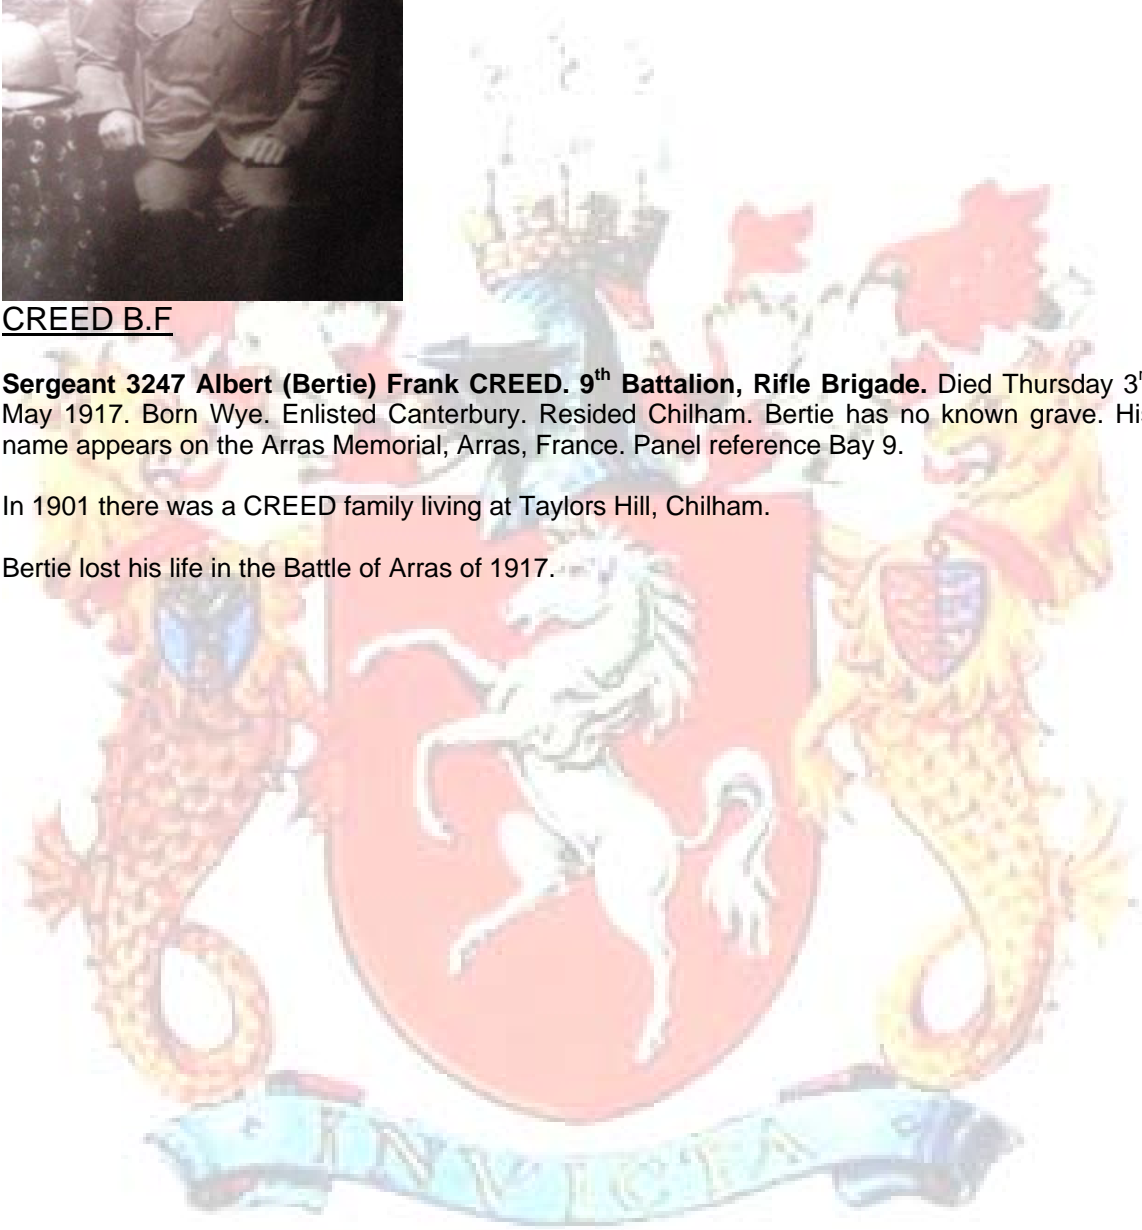 CREED B.F
Sergeant 3247 Albert (Bertie) Frank CREED. 9th Battalion, Rifle Brigade. Died Thursday
May 1917. Born Wye. Enlisted Canterbury. Resided Chilham. Bertie has no known grave.
name appears on the Arras Memorial, Arras, France. Panel reference Bay 9.
In 1901 there was a CREED family living at Taylors Hill, Chilham.
Bertie lost his life in the Battle of Arras of 1917.
INVICTA